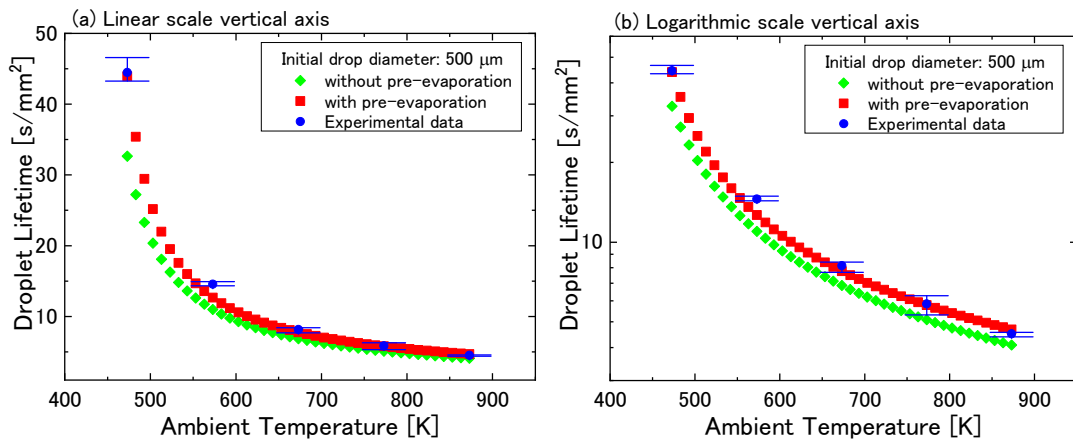 (a) Linear scale vertical axis
Droplet Lifetime [s/mm²]
50
40
30
20
10
Initial drop diameter: 500 μm
without pre-evaporation
with pre-evaporation
Experimental data
400 500 600 700 800 900
Ambient Temperature [K]
(b) Logarithmic scale vertical axis
Droplet Lifetime [s/mm²]
10
Initial drop diameter: 500 μm
without pre-evaporation
with pre-evaporation
Experimental data
400 500 600 700 800 900
Ambient Temperature [K]